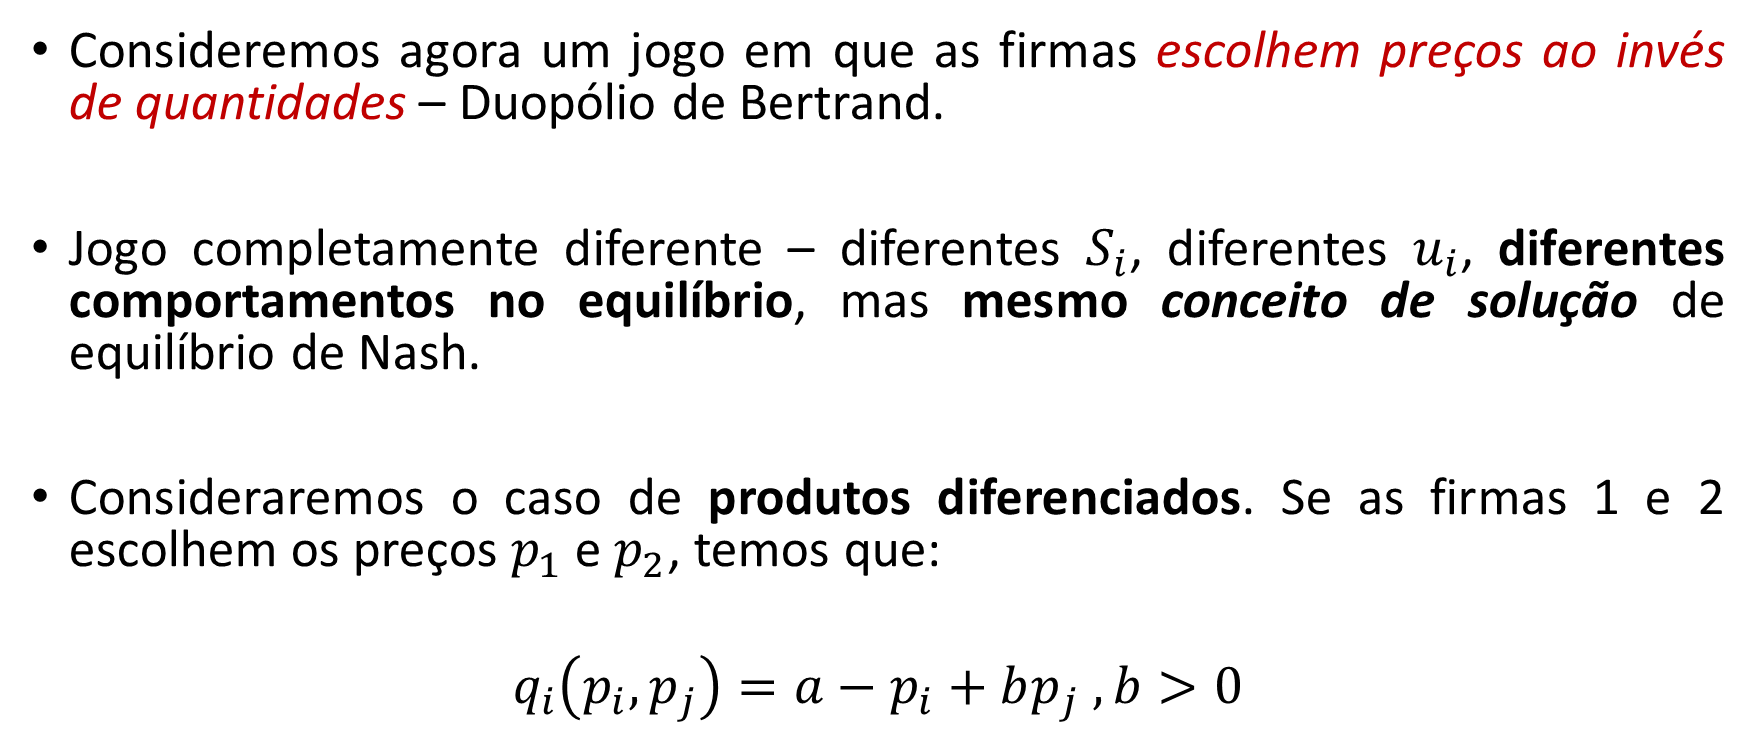 • Consideremos agora um jogo em que as firmas escolhem preços ao invés
de quantidades – Duopólio de Bertrand.
• Jogo completamente diferente – diferentes 𝑆ᵢ, diferentes 𝑢ᵢ, diferentes
comportamentos no equilíbrio, mas mesmo conceito de solução de
equilíbrio de Nash.
• Consideraremos o caso de produtos diferenciados. Se as firmas 1 e 2
escolhem os preços 𝑝₁ e 𝑝₂, temos que:
𝑞ᵢ(𝑝ᵢ, 𝑝ⱼ) = 𝑎 − 𝑝ᵢ + 𝑏𝑝ⱼ , 𝑏 > 0